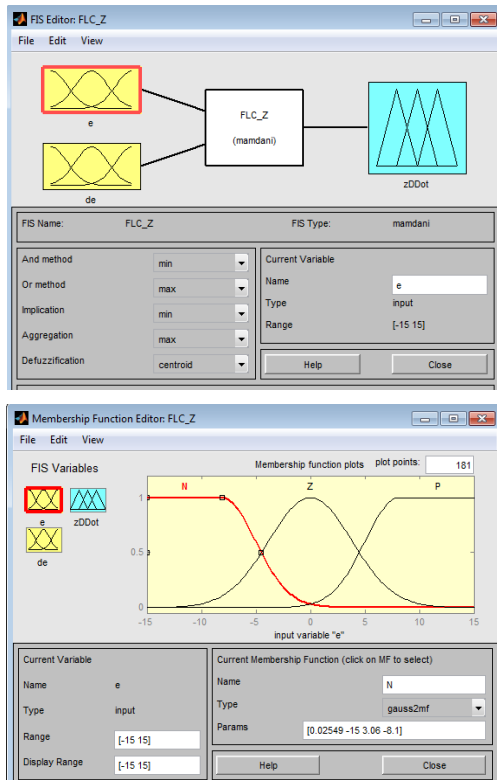 FIS Editor: FLC_Z
File Edit View
e
FLC_Z
(mamdani)
de
zDDot
FIS Name: FLC_Z FIS Type: mamdani
And method min
Or method max
Implication min
Aggregation max
Defuzzification centroid
Current Variable
Name e
Type input
Range [-15 15]
Help Close
Membership Function Editor: FLC_Z
File Edit View
FIS Variables
e zDDot
de
Membership function plots plot points: 181
N Z P
1
0.5
0
-15 -10 -5 0 5 10 15
input variable "e"
Current Variable
Name e
Type input
Range [-15 15]
Display Range [-15 15]
Current Membership Function (click on MF to select)
Name N
Type gauss2mf
Params [0.02549 -15 3.06 -8.1]
Help Close